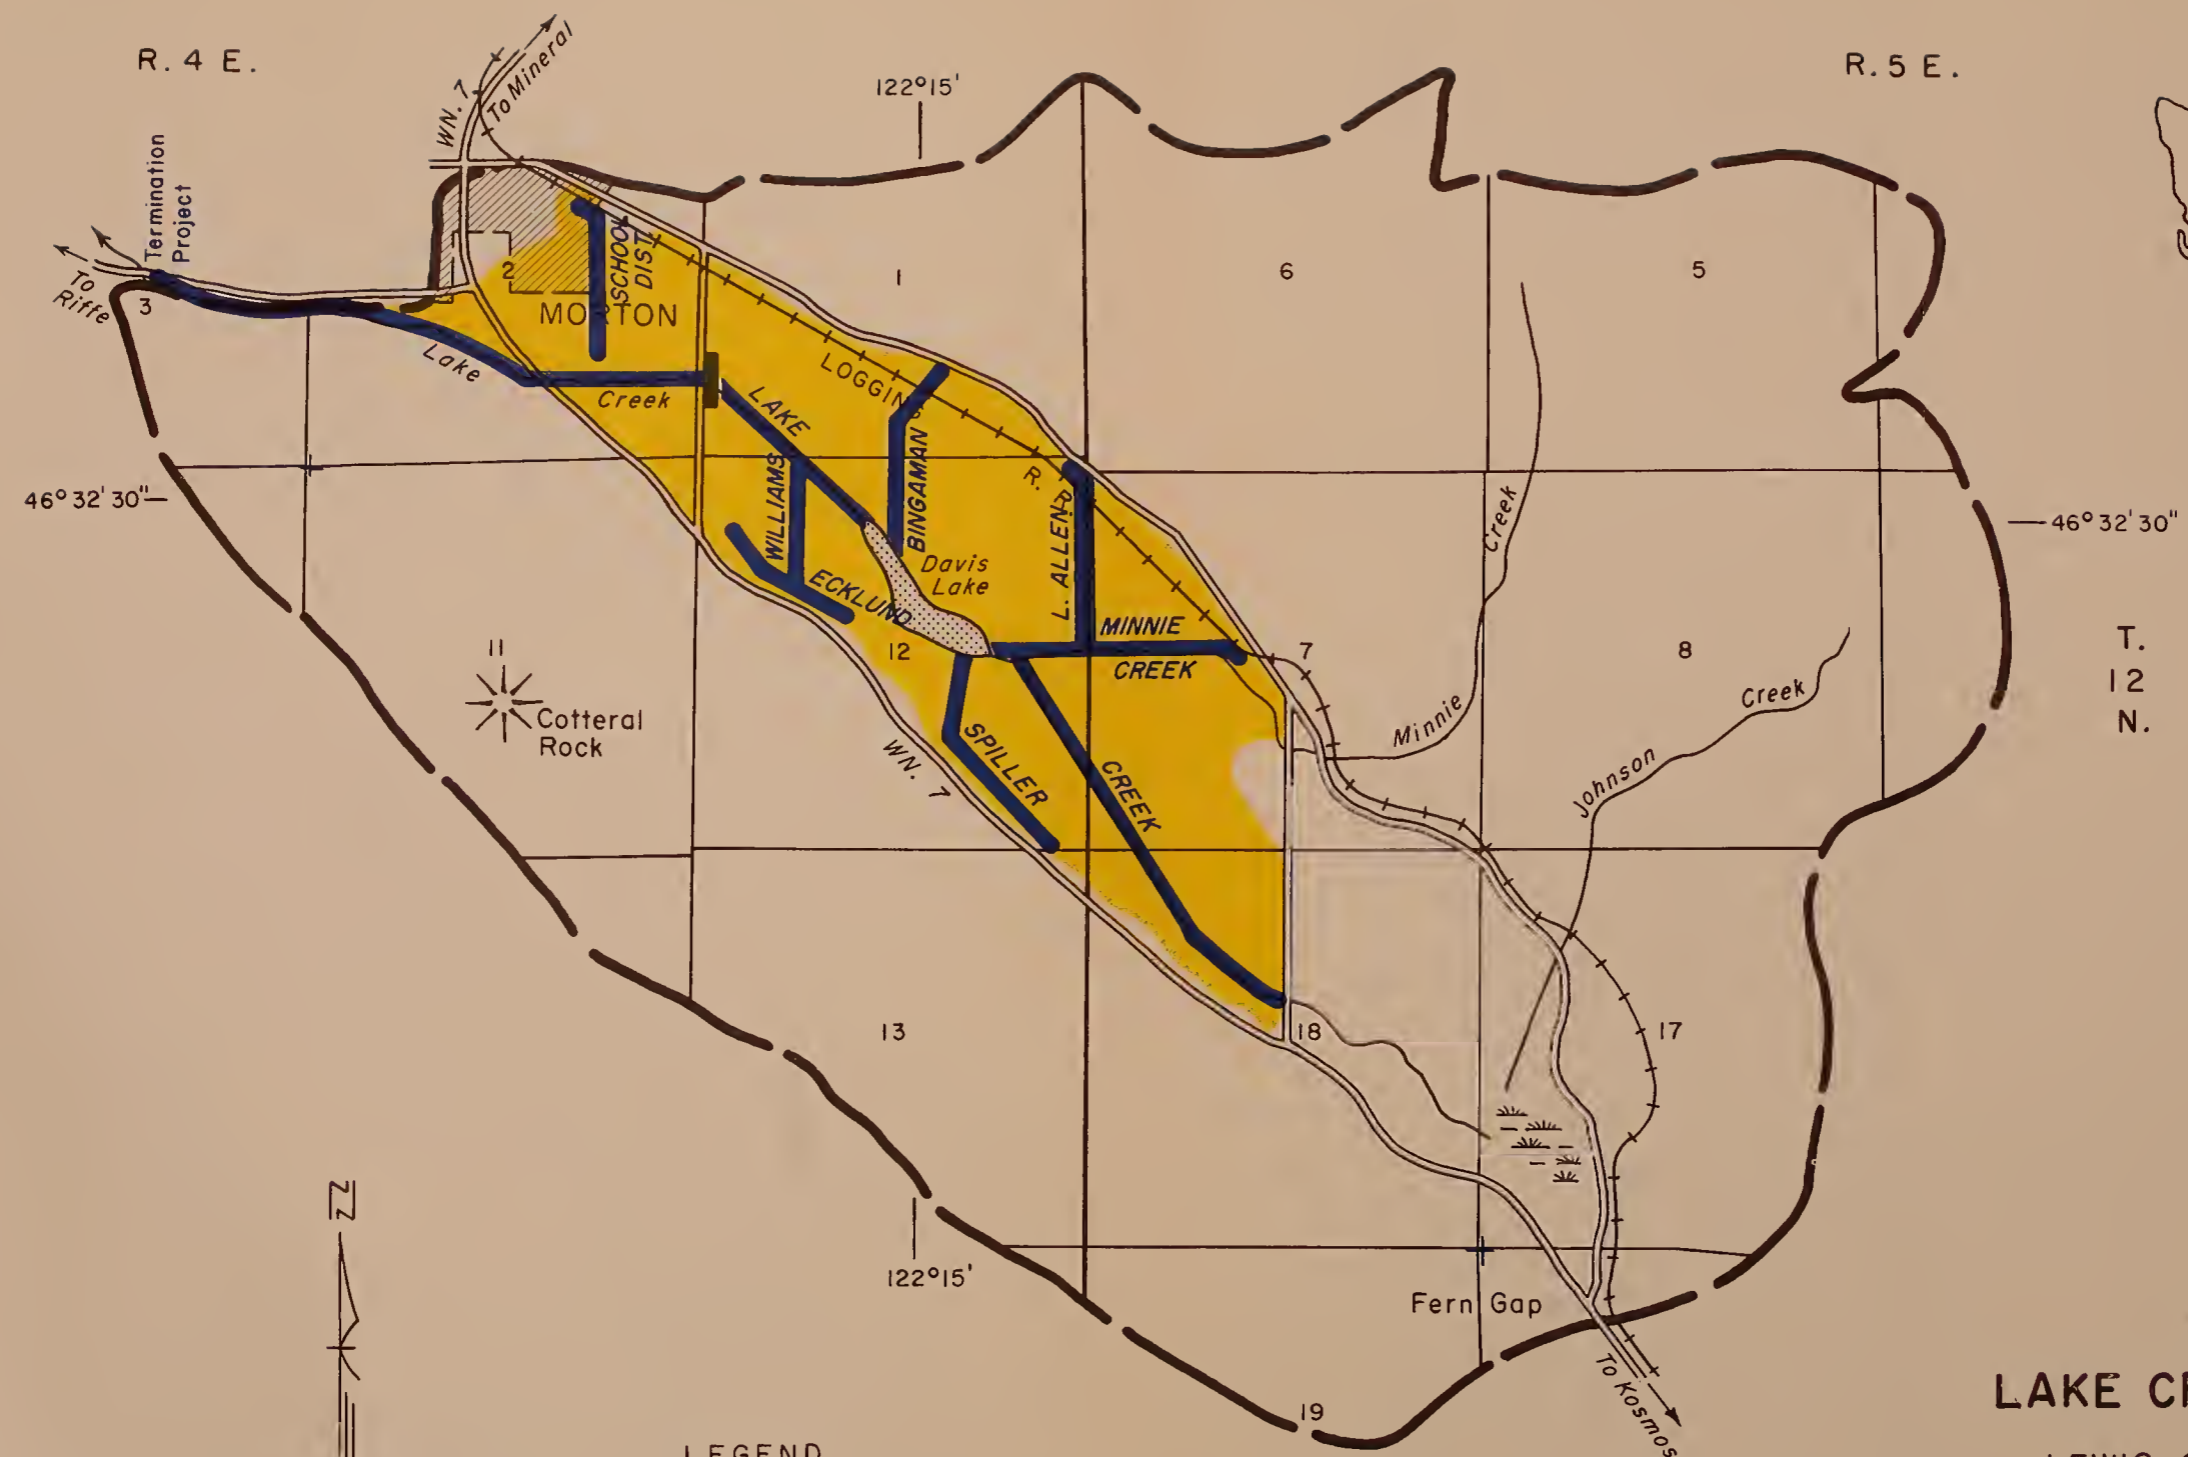 R. 4 E.
R. 5 E.
122°15'
To Mineral
WN. 7
Termination
Project
To
Riffe
3
2
SCHOOL
DIST.
MORTON
1
6
5
Lake
Creek
LAKE
LOGGING
R. R.
BINGAMAN
WILLIAMS
46°32'30"
46°32'30"
Creek
L. ALLEN
Davis
Lake
ECKLUND
MINNIE
CREEK
11
12
7
8
T.
12
N.
Cotteral
Rock
Minnie
Creek
Johnson
WN. 7
SPILLER
CREEK
13
18
17
N
122°15'
Fern Gap
To Kosmos
19
LAKE
LEGEND